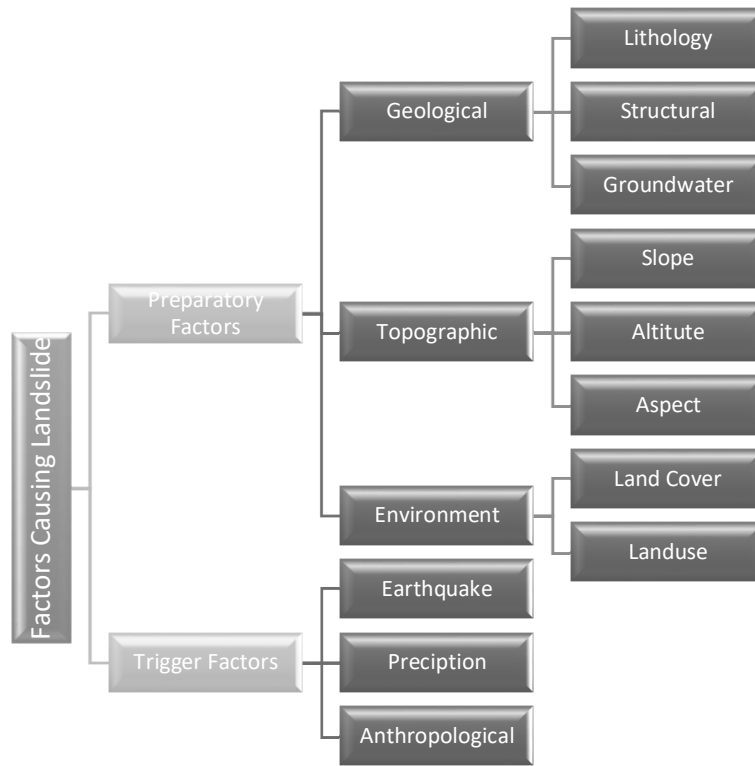 Factors Causing Landslide
Preparatory
Factors
Geological
Lithology
Structural
Groundwater
Topographic
Slope
Altitute
Aspect
Environment
Land Cover
Landuse
Trigger Factors
Earthquake
Preciption
Anthropological